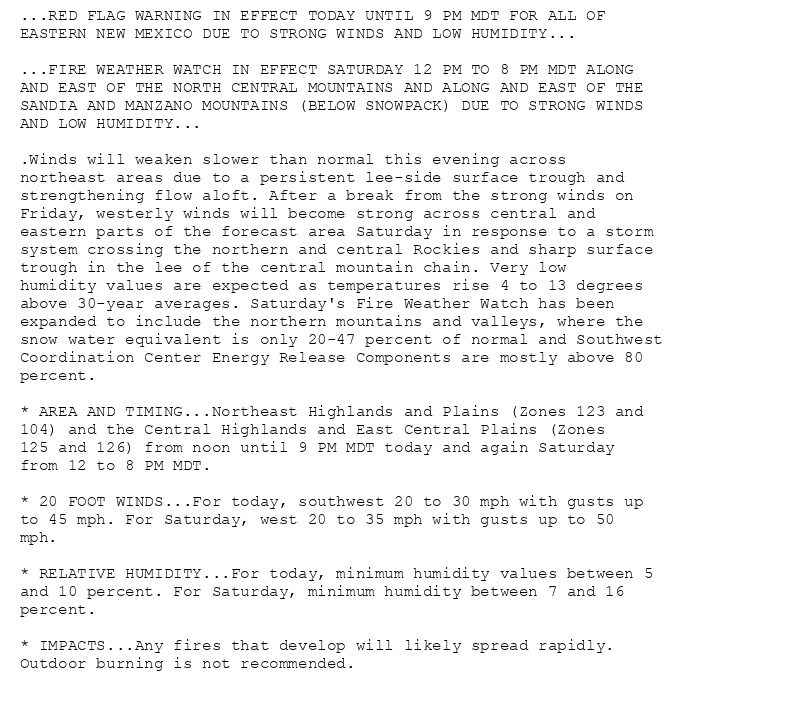 ...RED FLAG WARNING IN EFFECT TODAY UNTIL 9 PM MDT FOR ALL OF
EASTERN NEW MEXICO DUE TO STRONG WINDS AND LOW HUMIDITY...
...FIRE WEATHER WATCH IN EFFECT SATURDAY 12 PM TO 8 PM MDT ALONG
AND EAST OF THE NORTH CENTRAL MOUNTAINS AND ALONG AND EAST OF THE
SANDIA AND MANZANO MOUNTAINS (BELOW SNOWPACK) DUE TO STRONG WINDS
AND LOW HUMIDITY...
.Winds will weaken slower than normal this evening across
northeast areas due to a persistent lee-side surface trough and
strengthening flow aloft. After a break from the strong winds on
Friday, westerly winds will become strong across central and
eastern parts of the forecast area Saturday in response to a storm
system crossing the northern and central Rockies and sharp surface
trough in the lee of the central mountain chain. Very low
humidity values are expected as temperatures rise 4 to 13 degrees
above 30-year averages. Saturday's Fire Weather Watch has been
expanded to include the northern mountains and valleys, where the
snow water equivalent is only 20-47 percent of normal and Southwest
Coordination Center Energy Release Components are mostly above 80
percent.
* AREA AND TIMING...Northeast Highlands and Plains (Zones 123 and
104) and the Central Highlands and East Central Plains (Zones
125 and 126) from noon until 9 PM MDT today and again Saturday
from 12 to 8 PM MDT.
* 20 FOOT WINDS...For today, southwest 20 to 30 mph with gusts up
to 45 mph. For Saturday, west 20 to 35 mph with gusts up to 50
mph.
* RELATIVE HUMIDITY...For today, minimum humidity values between 5
and 10 percent. For Saturday, minimum humidity between 7 and 16
percent.
* IMPACTS...Any fires that develop will likely spread rapidly.
Outdoor burning is not recommended.